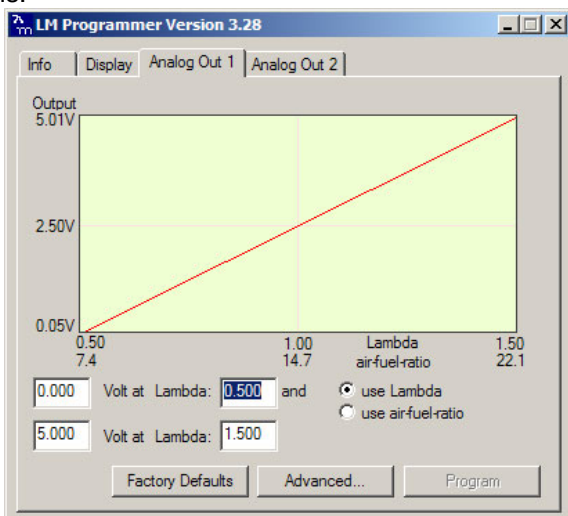 LM Programmer Version 3.28
Info Display Analog Out 1 Analog Out 2
Output
5.01V
2.50V
0.05V
0.50 1.00 Lambda 1.50
7.4 14.7 air-fuel-ratio 22.1
0.000 Volt at Lambda: 0.500 and use Lambda
use air-fuel-ratio
5.000 Volt at Lambda: 1.500
Factory Defaults Advanced... Program